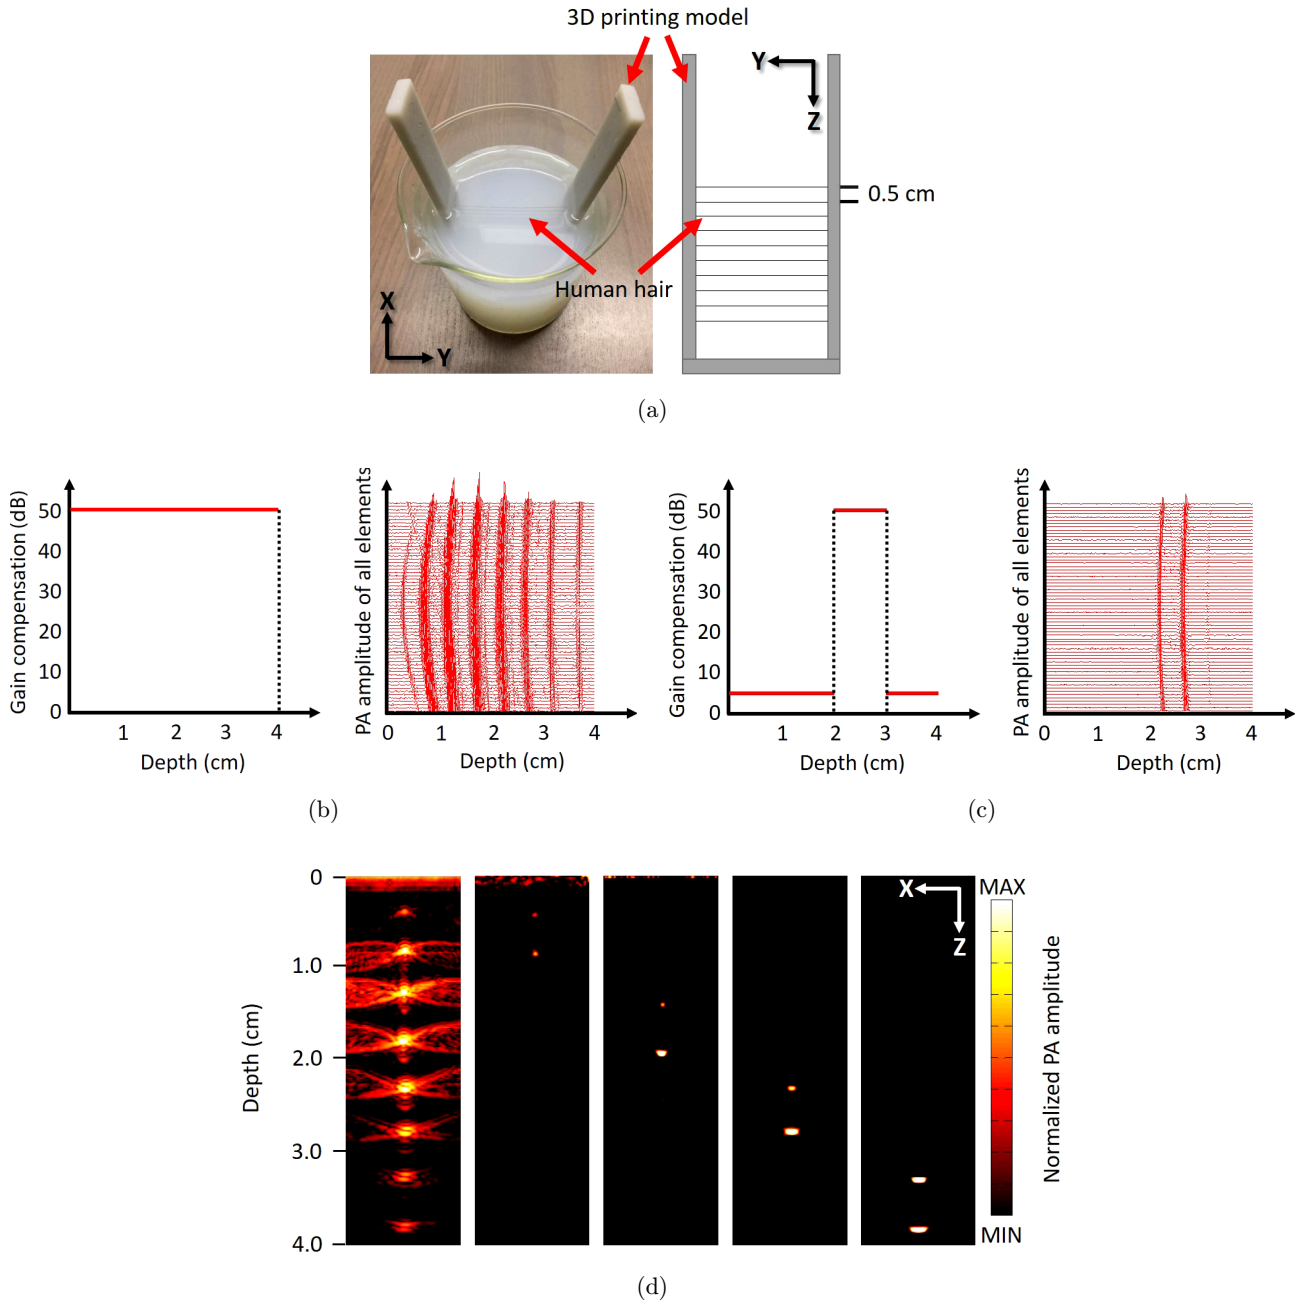 3D printing model
Y
Z
0.5 cm
Human hair
X
Y
(a)
Gain compensation (dB)
50
40
30
20
10
0
1 2 3 4
Depth (cm)
PA amplitude of all elements
0 1 2 3 4
Depth (cm)
(b)
Gain compensation (dB)
50
40
30
20
10
0
1 2 3 4
Depth (cm)
PA amplitude of all elements
0 1 2 3 4
Depth (cm)
(c)
Depth (cm)
0
1.0
2.0
3.0
4.0
X
Z
MAX
Normalized PA amplitude
MIN
(d)